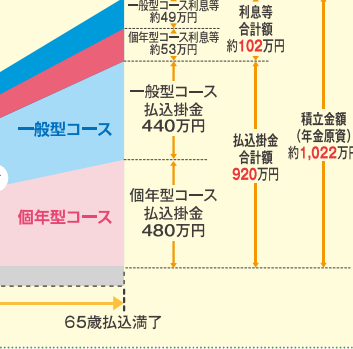 一般型コース利息等
約49万円
個年型コース利息等
約53万円
利息等
合計額
約102万円
一般型コース
払込掛金
440万円
一般型コース
個年型コース
払込掛金
480万円
個年型コース
払込掛金
合計額
920万円
積立金額
(年金原資)
約1,022万円
65歳払込満了